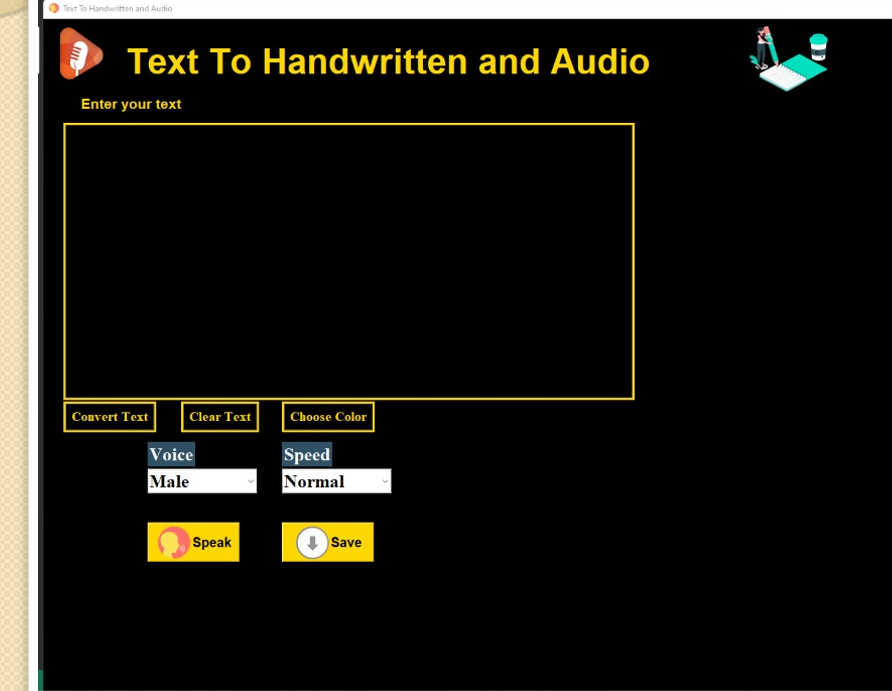 Text To Handwritten and Audio
Text To Handwritten and Audio
Enter your text
Convert Text Clear Text Choose Color
Voice Speed
Male Normal
Speak Save